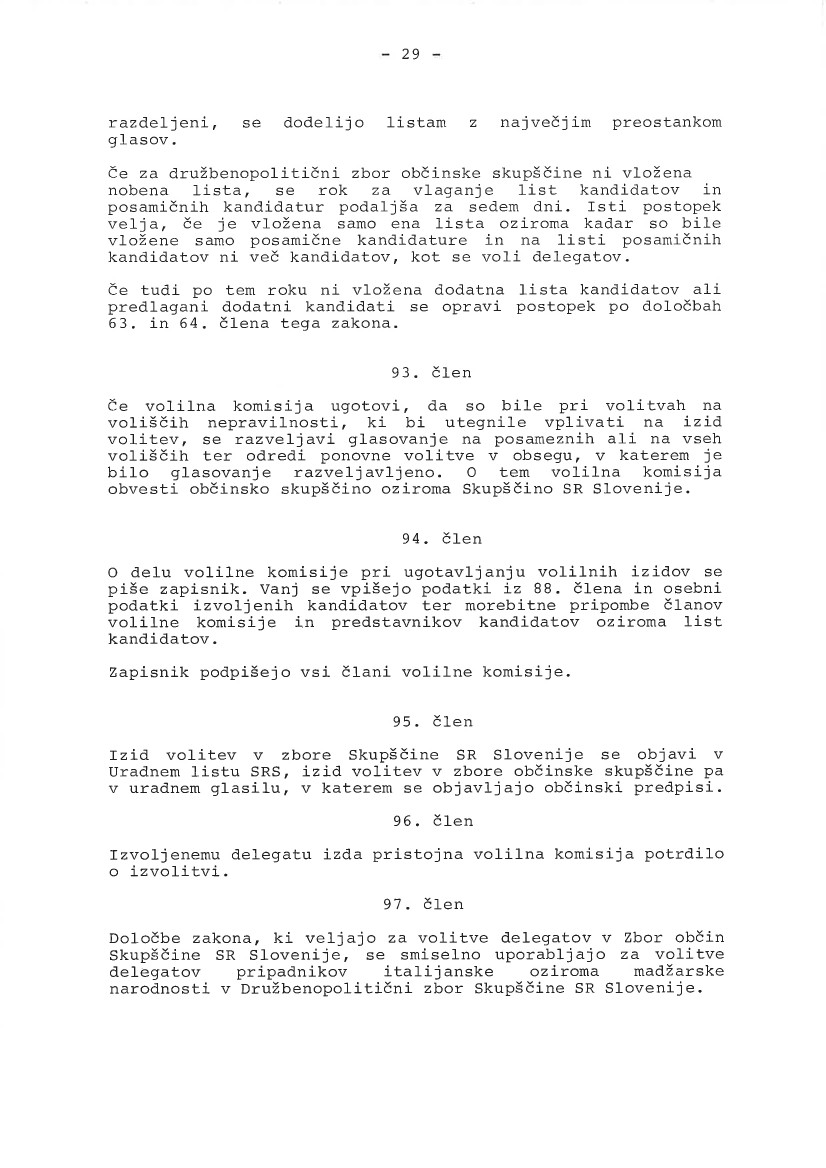 - 29 -
razdeljeni, se dodelijo listam z največjim preostankom
glasov.
Če za družbenopolitični zbor občinske skupščine ni vložena
nobena lista, se rok za vlaganje list kandidatov in
posamičnih kandidatur podaljša za sedem dni. Isti postopek
velja, če je vložena samo ena lista oziroma kadar so bile
vložene samo posamične kandidature in na listi posamičnih
kandidatov ni več kandidatov, kot se voli delegatov.
Če tudi po tem roku ni vložena dodatna lista kandidatov ali
predlagani dodatni kandidati se opravi postopek po določbah
63. in 64. člena tega zakona.
93. člen
Če volilna komisija ugotovi, da so bile pri volitvah na
voliščih nepravilnosti, ki bi utegnile vplivati na izid
volitev, se razveljavi glasovanje na posameznih ali na vseh
voliščih ter odredi ponovne volitve v obsegu, v katerem je
bilo glasovanje razveljavljeno. O tem volilna komisija
obvesti občinsko skupščino oziroma Skupščino SR Slovenije.
94. člen
O delu volilne komisije pri ugotavljanju volilnih izidov se
piše zapisnik. Vanj se vpišejo podatki iz 88. člena in osebni
podatki izvoljenih kandidatov ter morebitne pripombe članov
volilne komisije in predstavnikov kandidatov oziroma list
kandidatov.
Zapisnik podpišejo vsi člani volilne komisije.
95. člen
Izid volitev v zbore Skupščine SR Slovenije se objavi v
Uradnem listu SRS, izid volitev v zbore občinske skupščine pa
v uradnem glasilu, v katerem se objavljajo občinski predpisi.
96. člen
Izvoljenemu delegatu izda pristojna volilna komisija potrdilo
o izvolitvi.
97. člen
Določbe zakona, ki veljajo za volitve delegatov v Zbor občin
Skupščine SR Slovenije, se smiselno uporabljajo za volitve
delegatov pripadnikov italijanske oziroma madžarske
narodnosti v Družbenopolitični zbor Skupščine SR Slovenije.